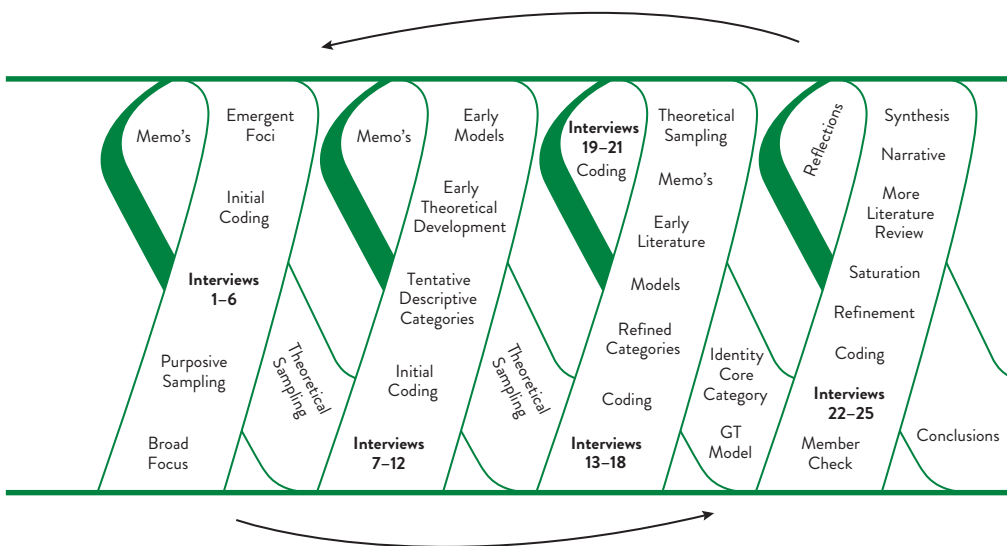 Memo's
Emergent
Foci
Initial
Coding
Interviews
1–6
Purposive
Sampling
Broad
Focus
Theoretical
Sampling
Memo's
Early
Models
Early
Theoretical
Development
Tentative
Descriptive
Categories
Initial
Coding
Interviews
7–12
Theoretical
Sampling
Interviews
19–21
Coding
Theoretical
Sampling
Memo's
Early
Literature
Models
Refined
Categories
Coding
Interviews
13–18
Identity
Core
Category
GT
Model
Reflections
Synthesis
Narrative
More
Literature
Review
Saturation
Refinement
Coding
Interviews
22–25
Member
Check
Conclusions